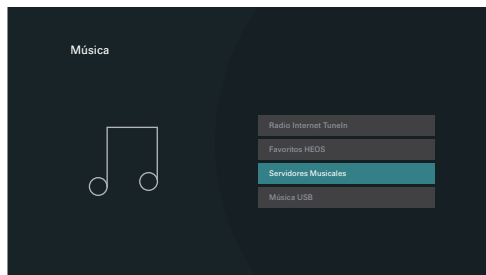 Música
Radio Internet TuneIn
Favoritos HEOS
Servidores Musicales
Música USB